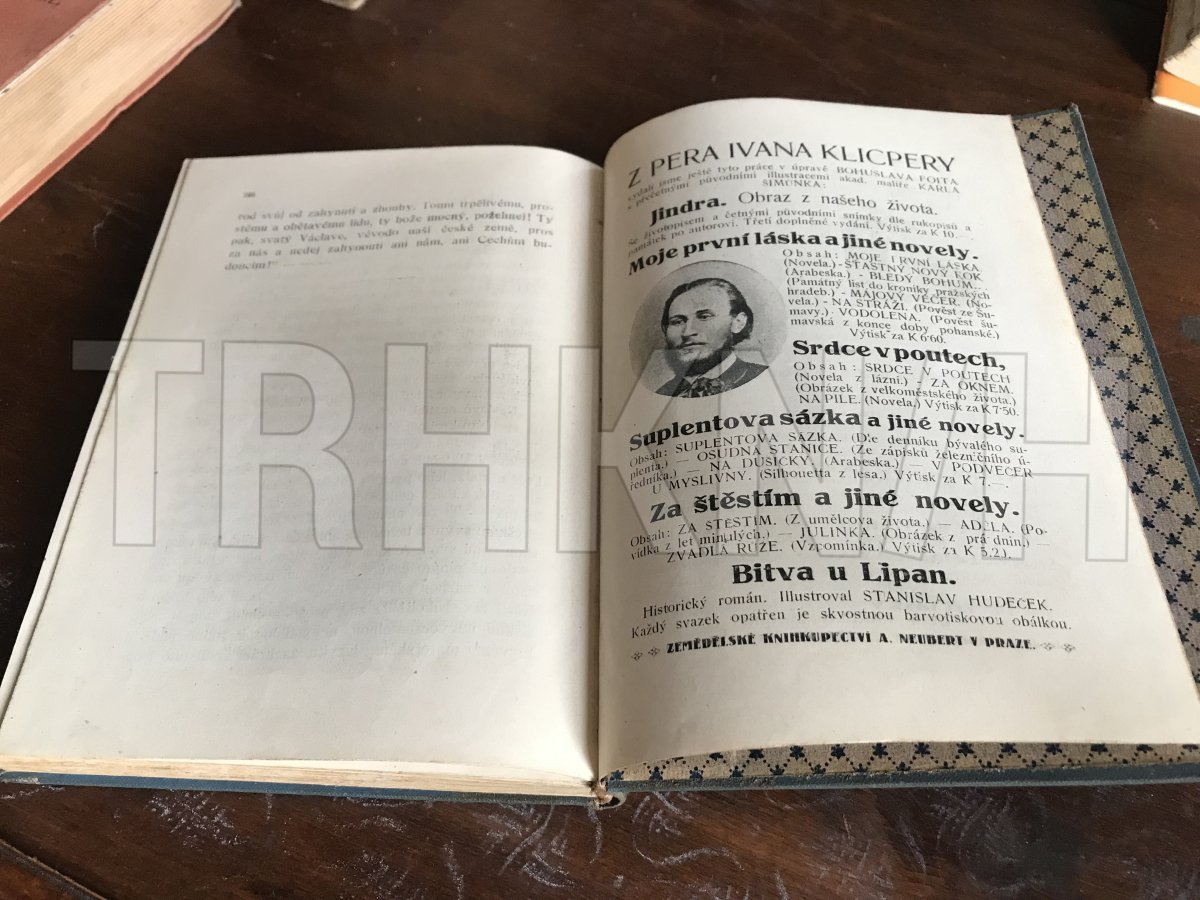 rod svůj od zahynutí a zhouby. Tomu trpělivému, pro-
stému a obětavému lidu, ty bože mocný, požehnej! Ty
pak, svatý Václave, vévodo naší české země, pros
za nás a nedej zahynouti ani nám, ani Čechům bu-
doucím!"
Z PERA IVANA KLICPERY
vydali jsme ještě tyto práce v úpravě BOHUSLAVA FOITA
s přečetnými původními illustracemi akad. malíře KARLA
ŠIMŮNKA:
Jindra. Obraz z našeho života.
Se životopisem a četnými původními snímky dle rukopisů a
památek po autorovi. Třetí doplněné vydání. Výtisk za K 10.—.
Moje první láska a jiné novely.
Obsah: MOJE PRVNÍ LÁSKA.
(Novela.) - ŠŤASTNÝ NOVÝ ROK
(Arabeska.) - BLEDÝ BOHUM...
(Památný list do kroniky pražských
hradeb.) - MÁJOVÝ VEČER. (No-
vela.) - NA STRÁŽI. (Pověst ze Šu-
mavy.) VODOLENA. (Pověst šu-
mavská z konce doby pohanské.)
Výtisk za K 6·60.
Srdce v poutech,
Obsah: SRDCE V POUTECH
(Novela z lázní.) - ZA OKNEM.
(Obrázek z velkoměstského života.)
NA PILE. (Novela.) Výtisk za K 7·50.
Suplentova sázka a jiné novely.
Obsah: SUPLENTOVA SÁZKA. (Dle denníku bývalého su-
plenta.) — OSUDNÁ STANICE. (Ze zápisků železničního ú-
ředníka.) — NA DUŠIČKY. (Arabeska.) — V PODVEČER
U MYSLIVNY. (Silhouetta z lesa.) Výtisk za K 7.—.
Za štěstím a jiné novely.
Obsah: ZA ŠTĚSTÍM. (Z umělcova života.) — ADÉLA. (Po-
vídka z let minulých.) — JULINKA. (Obrázek z prázdnin.) —
ZVADLÁ RŮŽE. (Vzpomínka.) Výtisk za K 5.2.).
Bitva u Lipan.
Historický román. Illustroval STANISLAV HUDEČEK.
Každý svazek opatřen je skvostnou barvotiskovou obálkou.
ZEMĚDĚLSKÉ KNIHKUPECTVÍ A. NEUBERT V PRAZE.
TRHKNIH